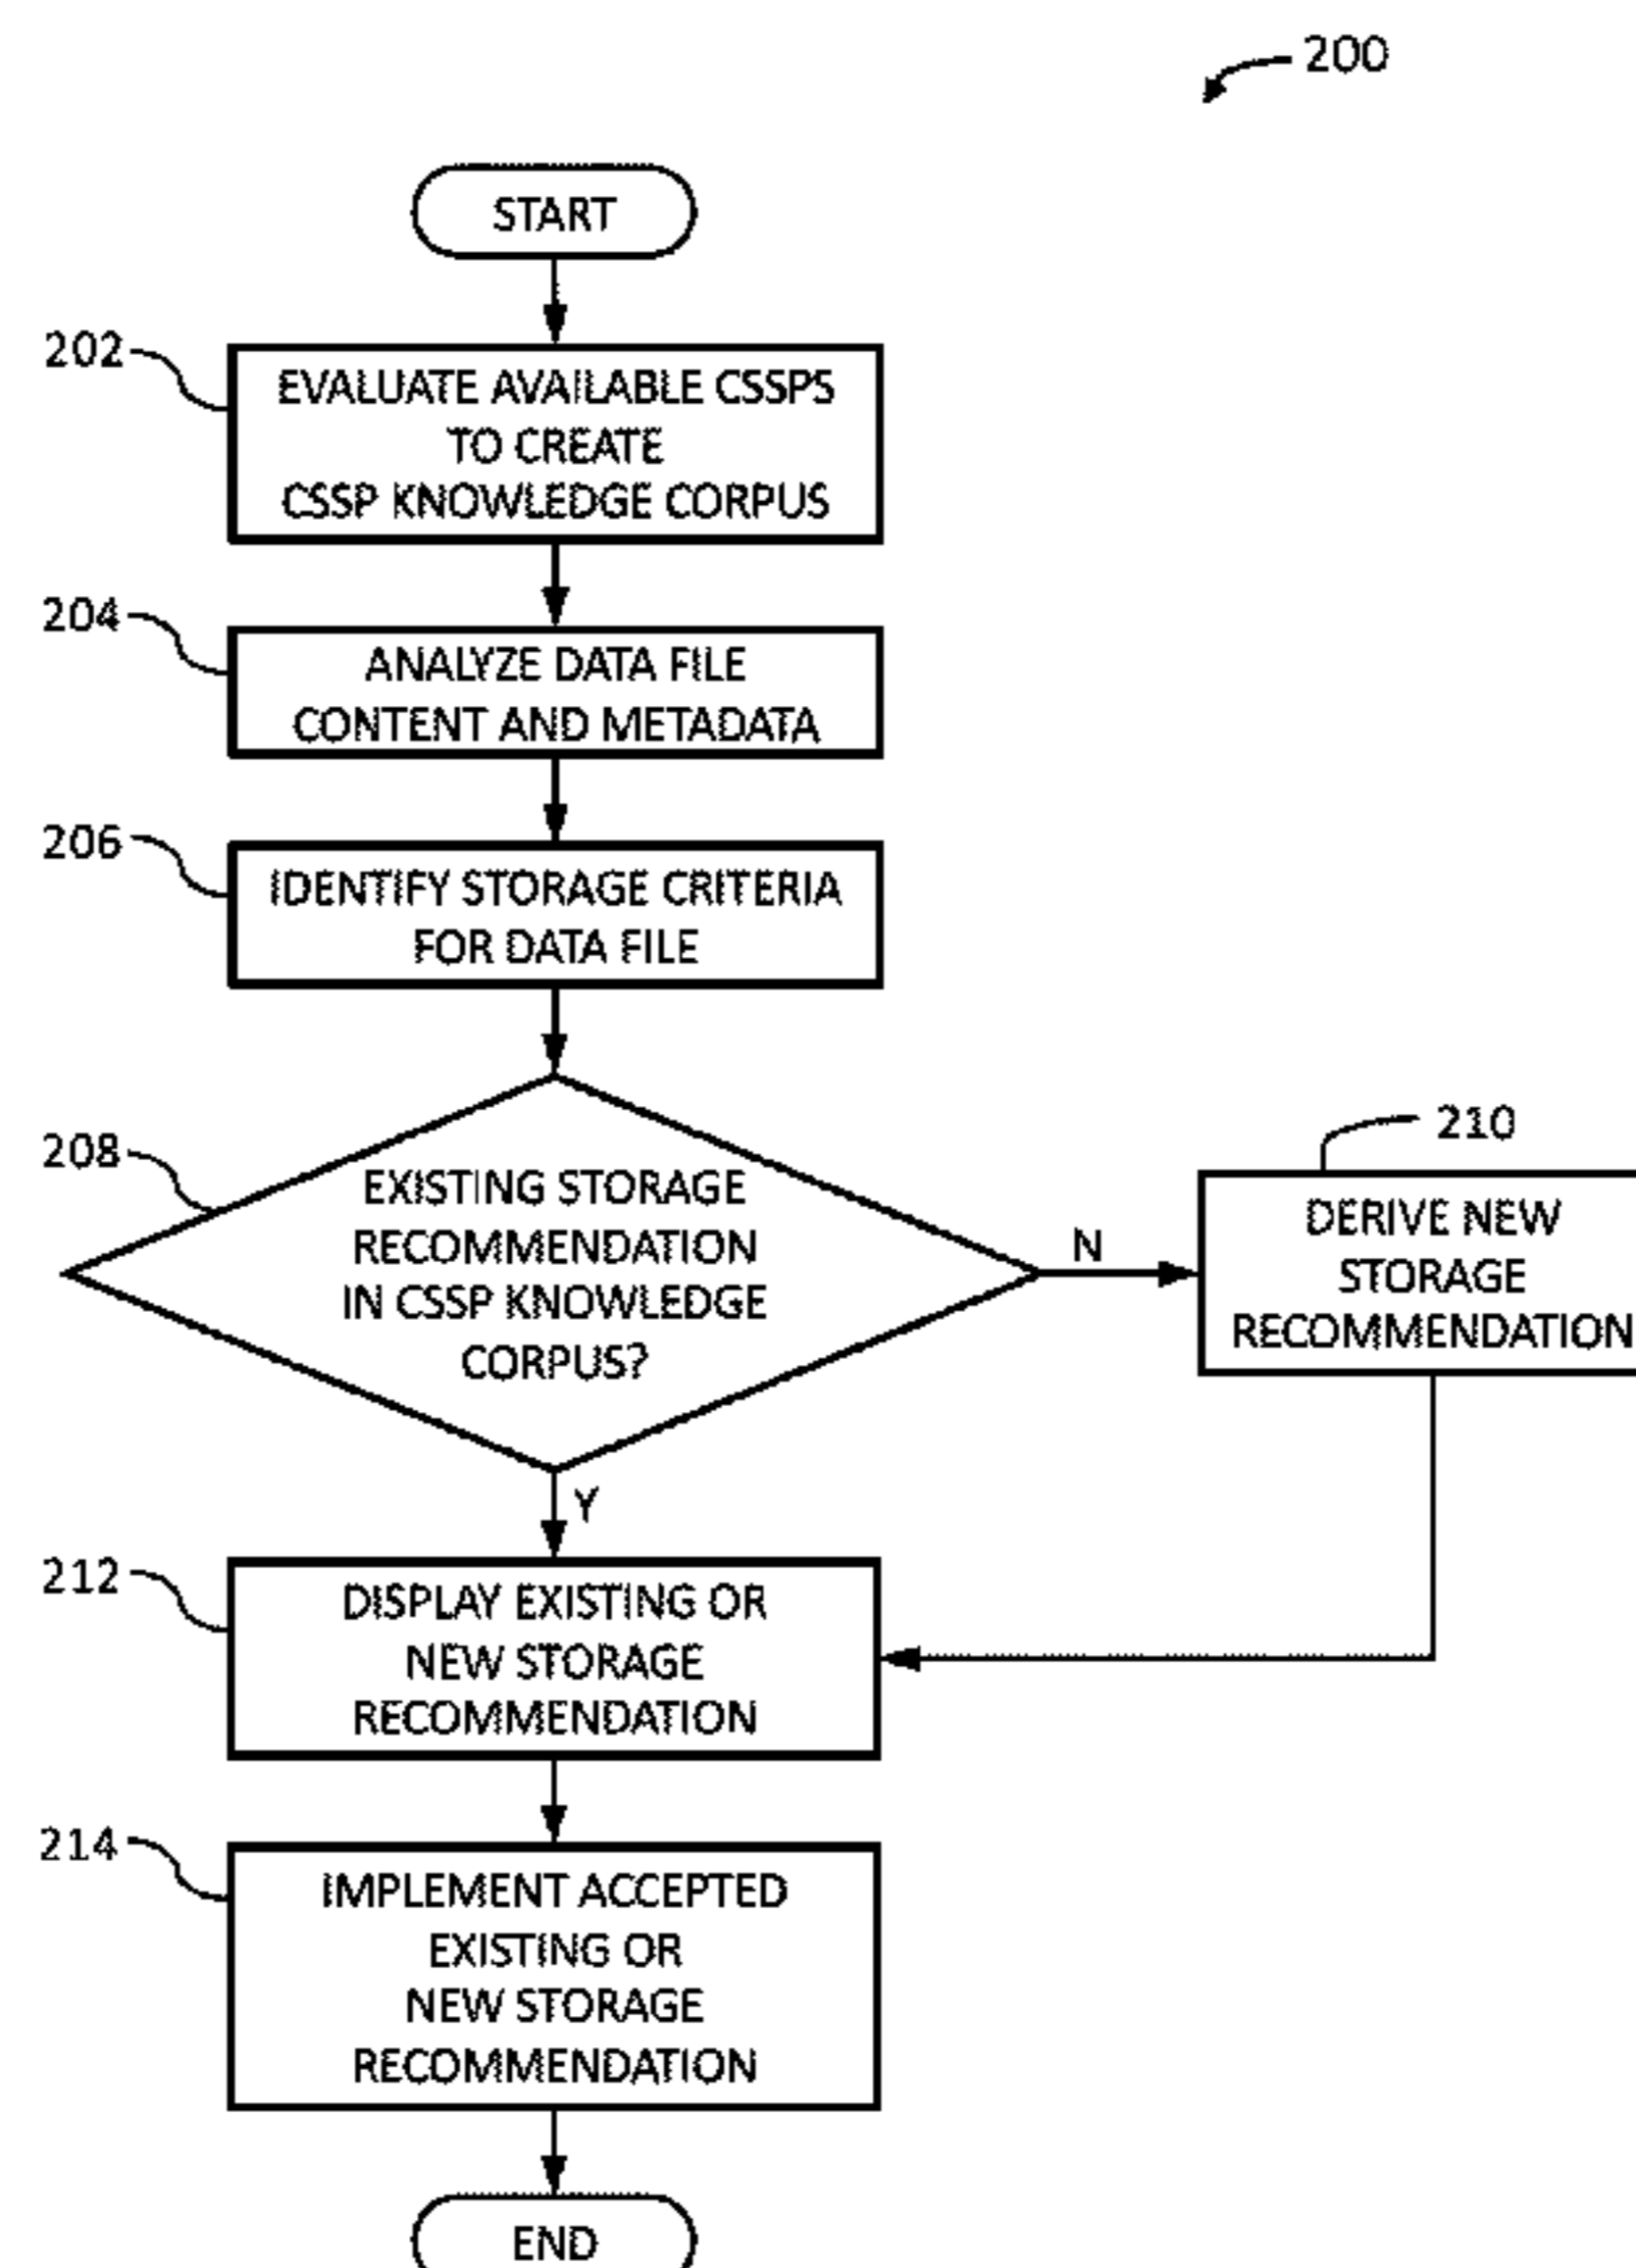 200
START
202
EVALUATE AVAILABLE CSSPS
TO CREATE
CSSP KNOWLEDGE CORPUS
204
ANALYZE DATA FILE
CONTENT AND METADATA
206
IDENTIFY STORAGE CRITERIA
FOR DATA FILE
208
EXISTING STORAGE
RECOMMENDATION
IN CSSP KNOWLEDGE
CORPUS?
N
210
DERIVE NEW
STORAGE
RECOMMENDATION
Y
212
DISPLAY EXISTING OR
NEW STORAGE
RECOMMENDATION
214
IMPLEMENT ACCEPTED
EXISTING OR
NEW STORAGE
RECOMMENDATION
END